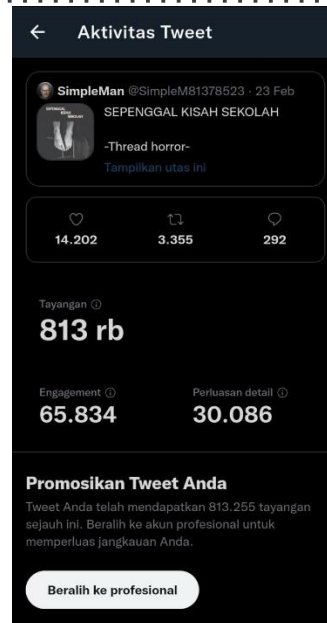 Aktivitas Tweet
SimpleMan @SimpleM81378523 · 23 Feb
SEPENGGAL KISAH SEKOLAH
-Thread horror-
Tampilkan utas ini
14.202 3.355 292
Tayangan
813 rb
Engagement Perluasan detail
65.834 30.086
Promosikan Tweet Anda
Tweet Anda telah mendapatkan 813.255 tayangan
sejauh ini. Beralih ke akun profesional untuk
memperluas jangkauan Anda.
Beralih ke profesional